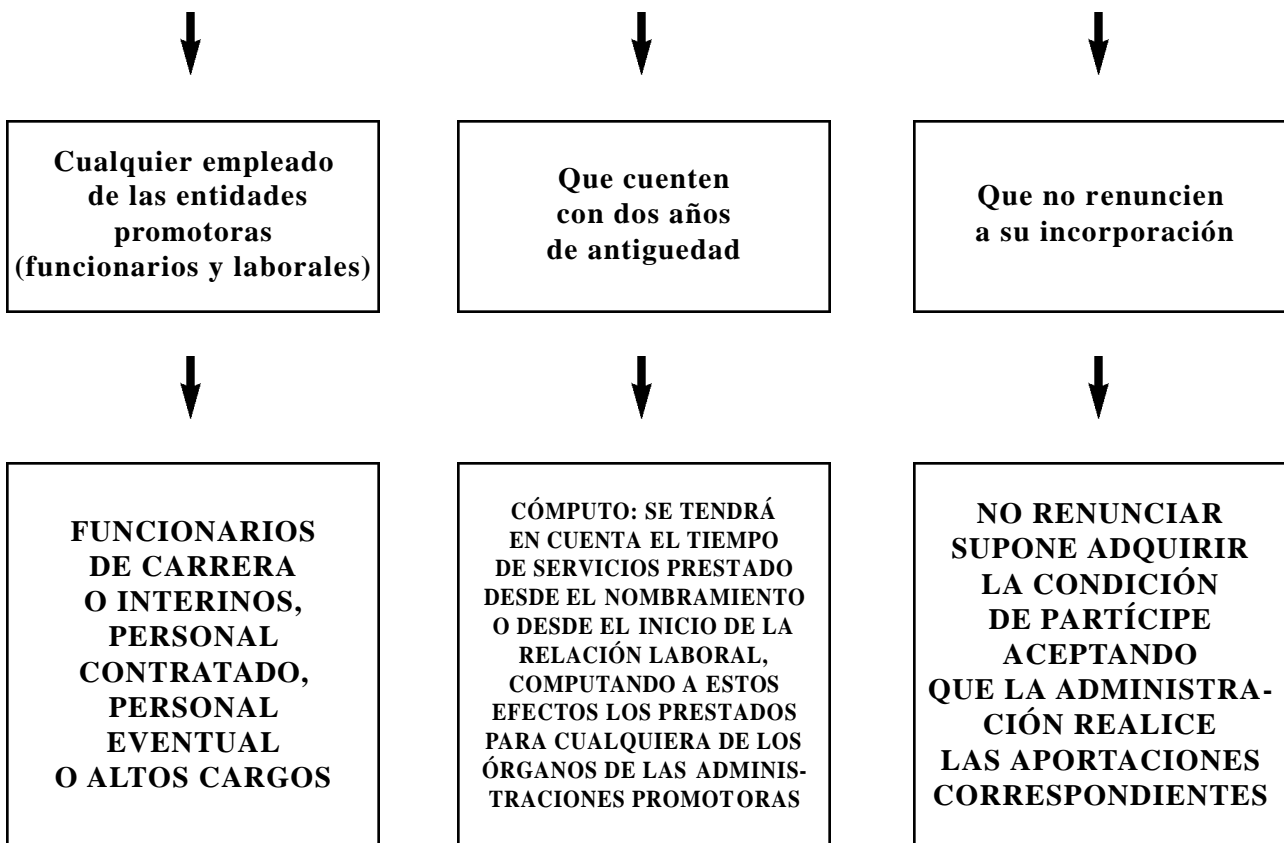 Cualquier empleado
de las entidades
promotoras
(funcionarios y laborales)
Que cuenten
con dos años
de antiguedad
Que no renuncien
a su incorporación
FUNCIONARIOS
DE CARRERA
O INTERINOS,
PERSONAL
CONTRATADO,
PERSONAL
EVENTUAL
O ALTOS CARGOS
CÓMPUTO: SE TENDRÁ
EN CUENTA EL TIEMPO
DE SERVICIOS PRESTADO
DESDE EL NOMBRAMIENTO
O DESDE EL INICIO DE LA
RELACIÓN LABORAL,
COMPUTANDO A ESTOS
EFECTOS LOS PRESTADOS
PARA CUALQUIERA DE LOS
ÓRGANOS DE LAS ADMINIS-
TRACIONES PROMOTORAS
NO RENUNCIAR
SUPONE ADQUIRIR
LA CONDICIÓN
DE PARTÍCIPE
ACEPTANDO
QUE LA ADMINISTRA-
CIÓN REALICE
LAS APORTACIONES
CORRESPONDIENTES